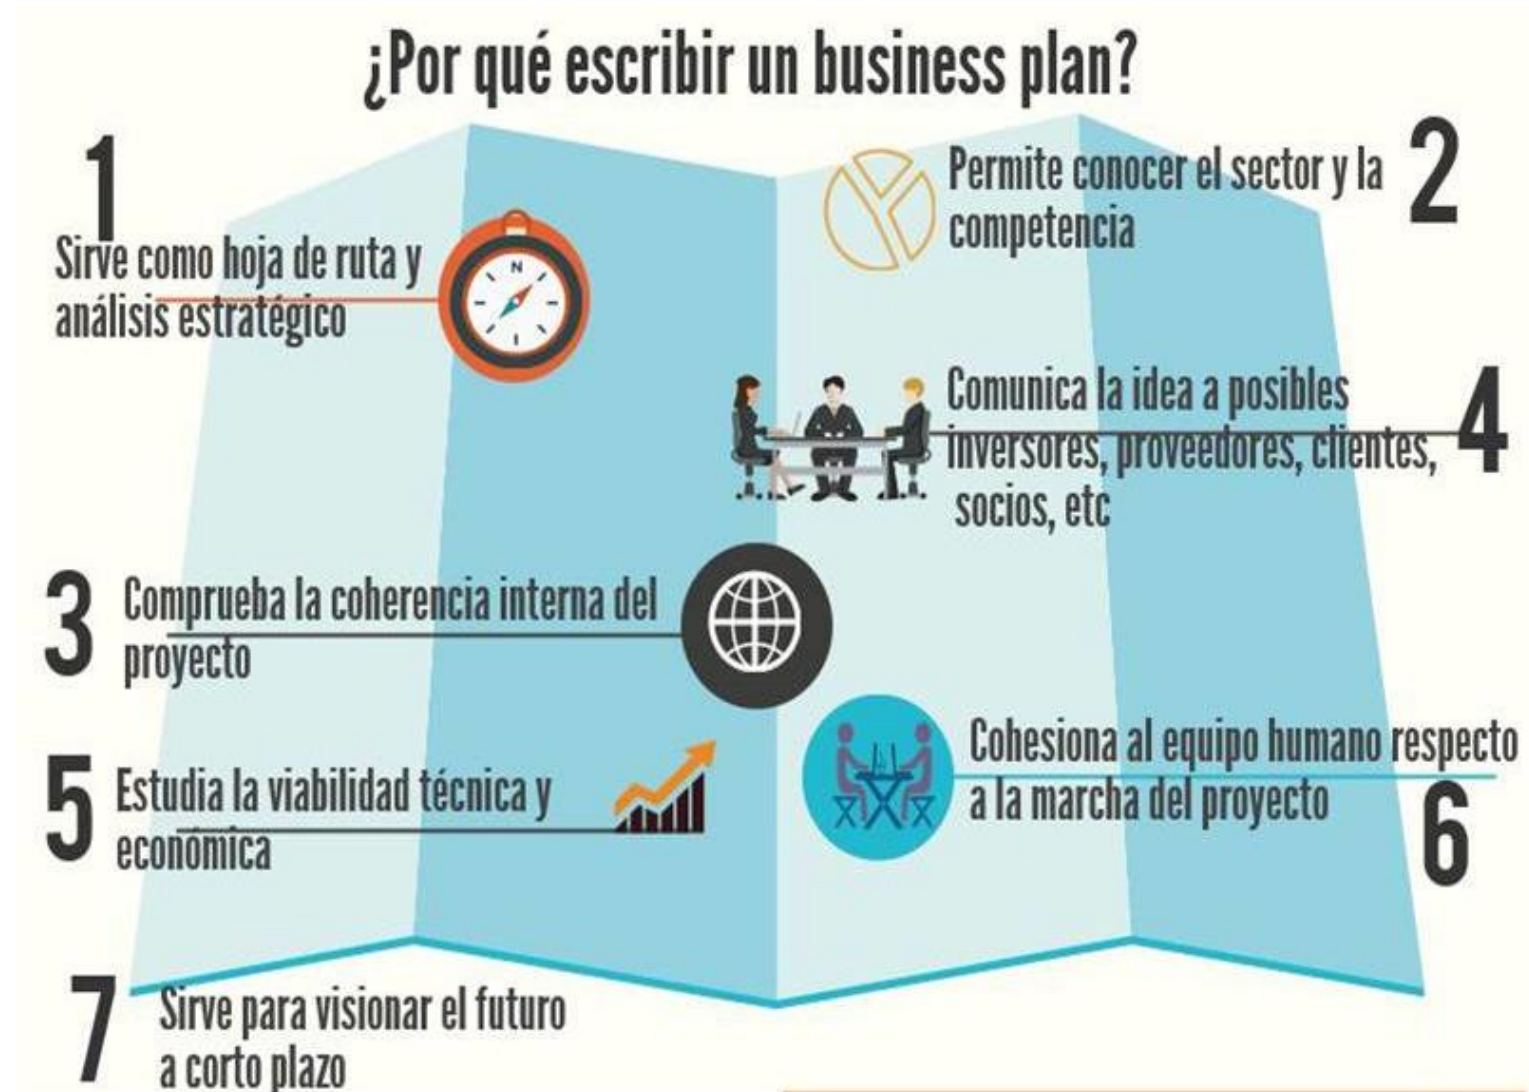 ¿Por qué escribir un business plan?
1
Sirve como hoja de ruta y
análisis estratégico
N
2
Permite conocer el sector y la
competencia
3
Comprueba la coherencia interna del
proyecto
4
Comunica la idea a posibles
inversores, proveedores, clientes,
socios, etc
5
Estudia la viabilidad técnica y
económica
6
Cohesiona al equipo humano respecto
a la marcha del proyecto
7
Sirve para visionar el futuro
a corto plazo